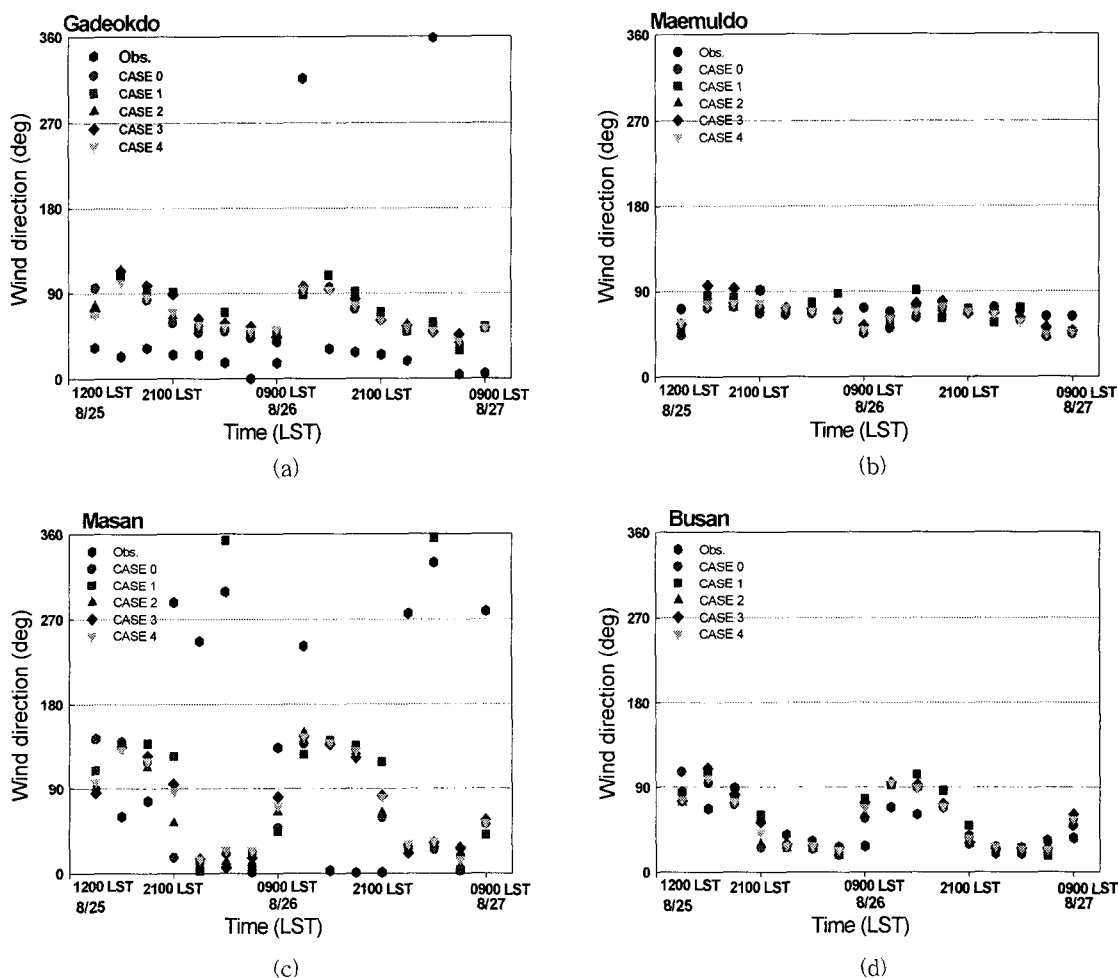 Gadeokdo
360
270
180
90
0
Wind direction (deg)
Obs.
CASE 0
CASE 1
CASE 2
CASE 3
CASE 4
1200 LST
8/25
2100 LST
0900 LST
8/26
2100 LST
0900 LST
8/27
Time (LST)
(a)
Maemuldo
360
270
180
90
0
Wind direction (deg)
Obs.
CASE 0
CASE 1
CASE 2
CASE 3
CASE 4
1200 LST
8/25
2100 LST
0900 LST
8/26
2100 LST
0900 LST
8/27
Time (LST)
(b)
Masan
360
270
180
90
0
Wind direction (deg)
Obs.
CASE 0
CASE 1
CASE 2
CASE 3
CASE 4
1200 LST
8/25
2100 LST
0900 LST
8/26
2100 LST
0900 LST
8/27
Time (LST)
(c)
Busan
360
270
180
90
0
Wind direction (deg)
Obs.
CASE 0
CASE 1
CASE 2
CASE 3
CASE 4
1200 LST
8/25
2100 LST
0900 LST
8/26
2100 LST
0900 LST
8/27
Time (LST)
(d)